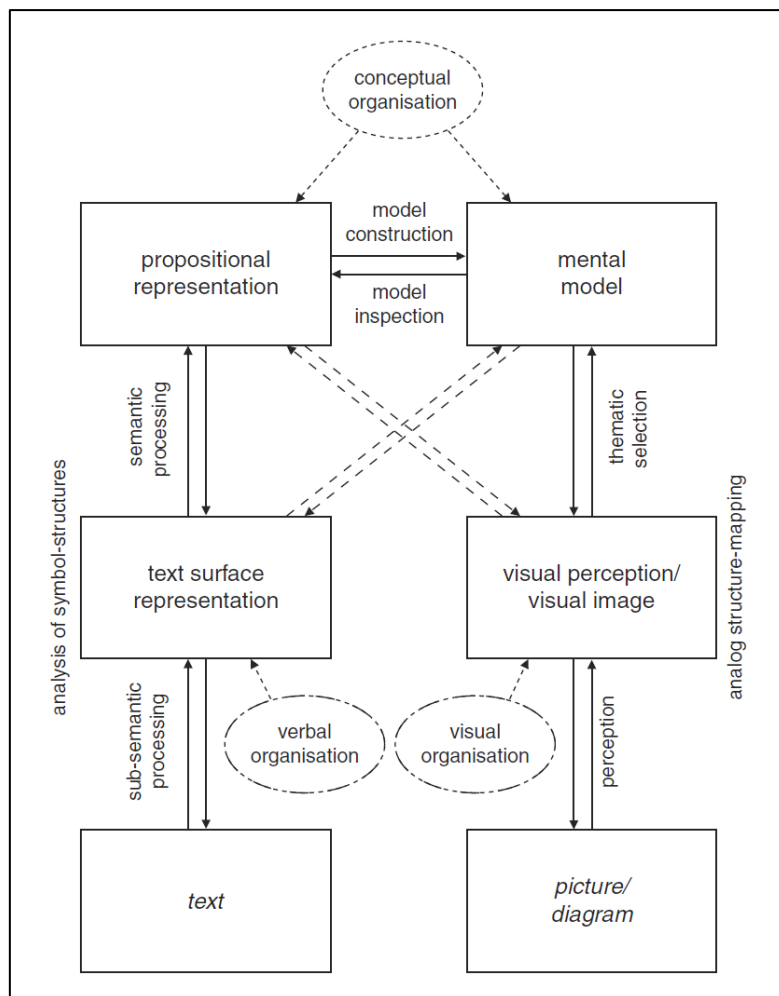 conceptual
organisation
propositional
representation
model
construction
model
inspection
mental
model
semantic
processing
thematic
selection
analysis of symbol-structures
text surface
representation
visual perception/
visual image
analog structure-mapping
sub-semantic
processing
verbal
organisation
visual
organisation
perception
text
picture/
diagram